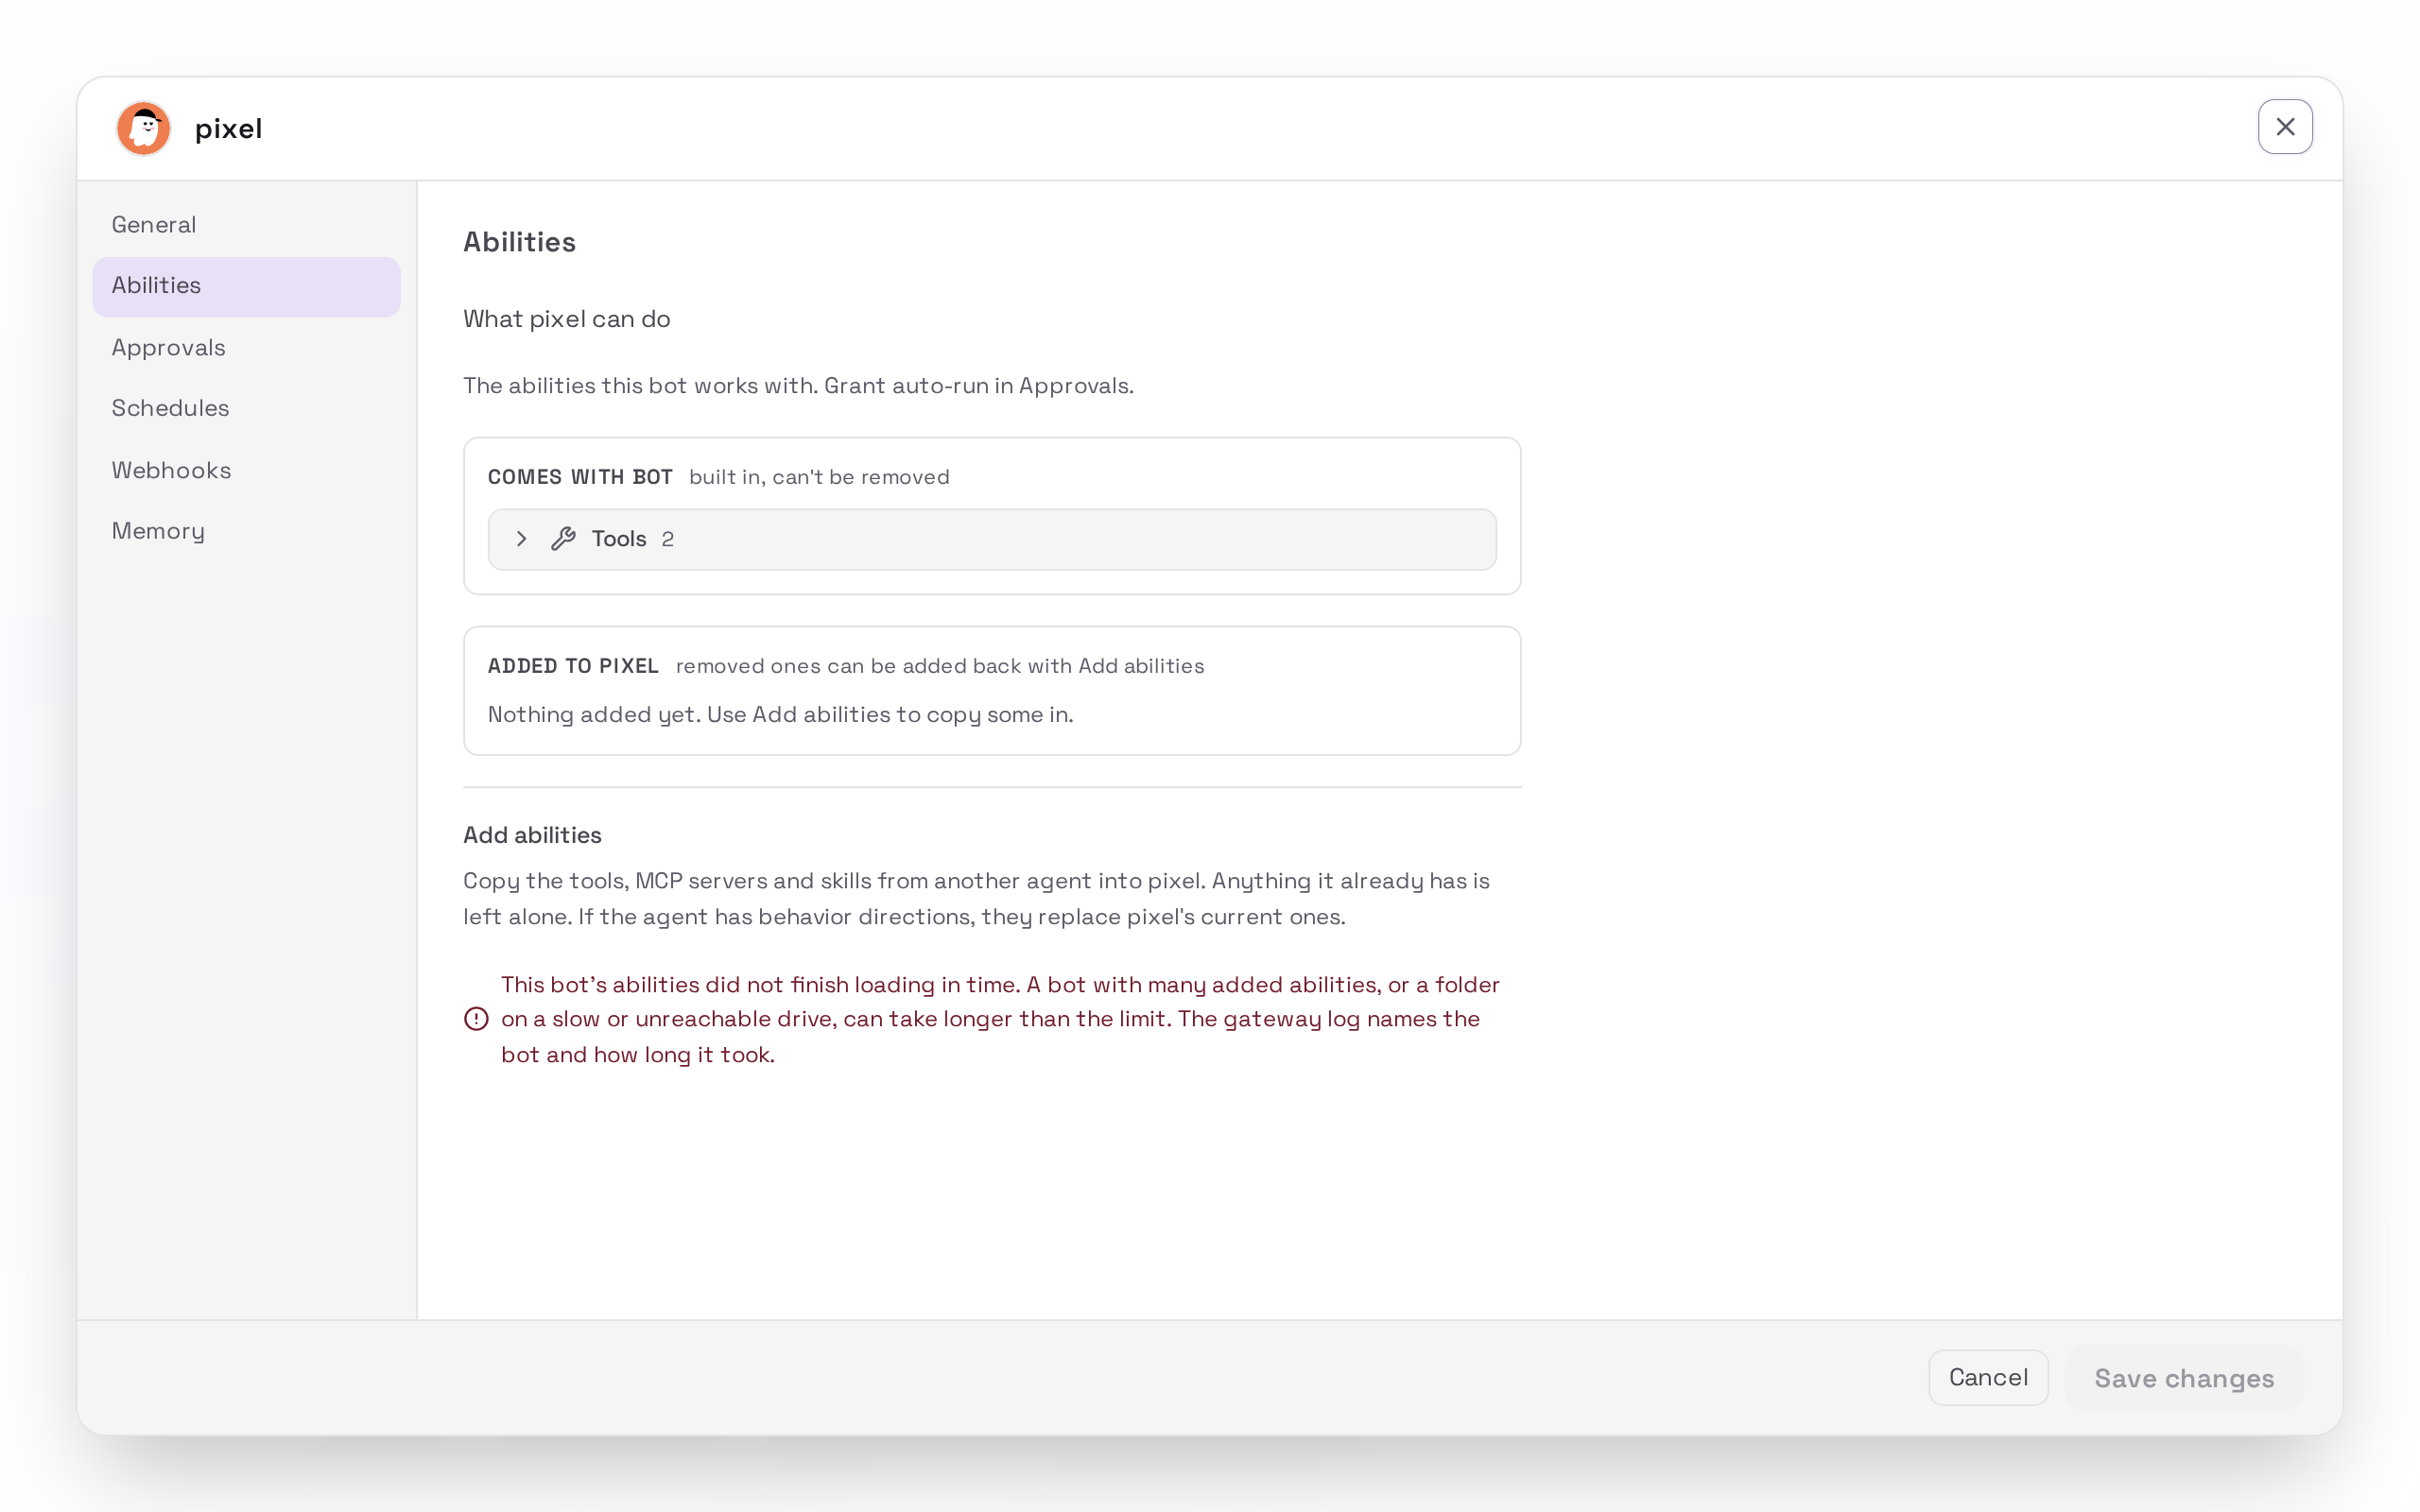 pixel
General
Abilities
Approvals
Schedules
Webhooks
Memory
Abilities
What pixel can do
The abilities this bot works with. Grant auto-run in Approvals.
COMES WITH BOT built in, can't be removed
Tools 2
ADDED TO PIXEL removed ones can be added back with Add abilities
Nothing added yet. Use Add abilities to copy some in.
Add abilities
Copy the tools, MCP servers and skills from another agent into pixel. Anything it already has is
left alone. If the agent has behavior directions, they replace pixel's current ones.
This bot’s abilities did not finish loading in time. A bot with many added abilities, or a folder
on a slow or unreachable drive, can take longer than the limit. The gateway log names the
bot and how long it took.
Cancel
Save changes